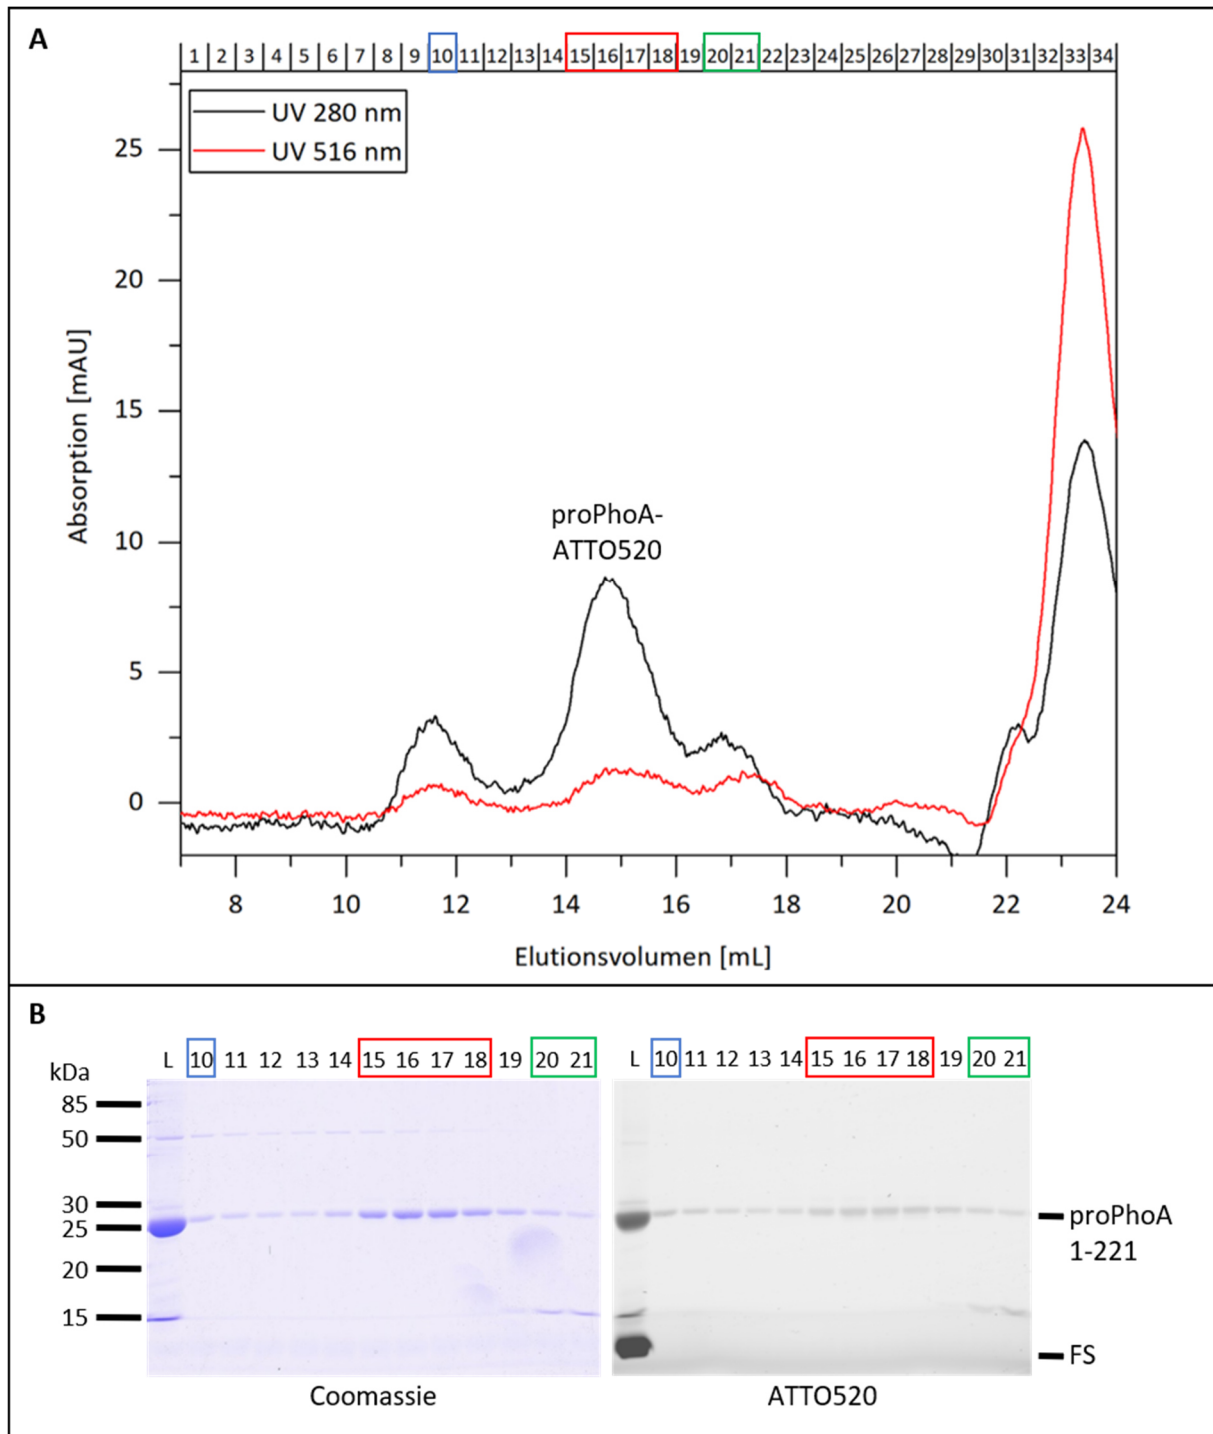 A
1 2 3 4 5 6 7 8 9 10 11 12 13 14 15 16 17 18 19 20 21 22 23 24 25 26 27 28 29 30 31 32 33 34
UV 280 nm
UV 516 nm
25
20
15
10
5
0
Absorption [mAU]
proPhoA-
ATTO520
8 10 12 14 16 18 20 22 24
Elutionsvolumen [mL]
B
kDa
L 10 11 12 13 14 15 16 17 18 19 20 21
L 10 11 12 13 14 15 16 17 18 19 20 21
85
50
30
25
20
15
proPhoA
1-221
FS
Coomassie
ATTO520